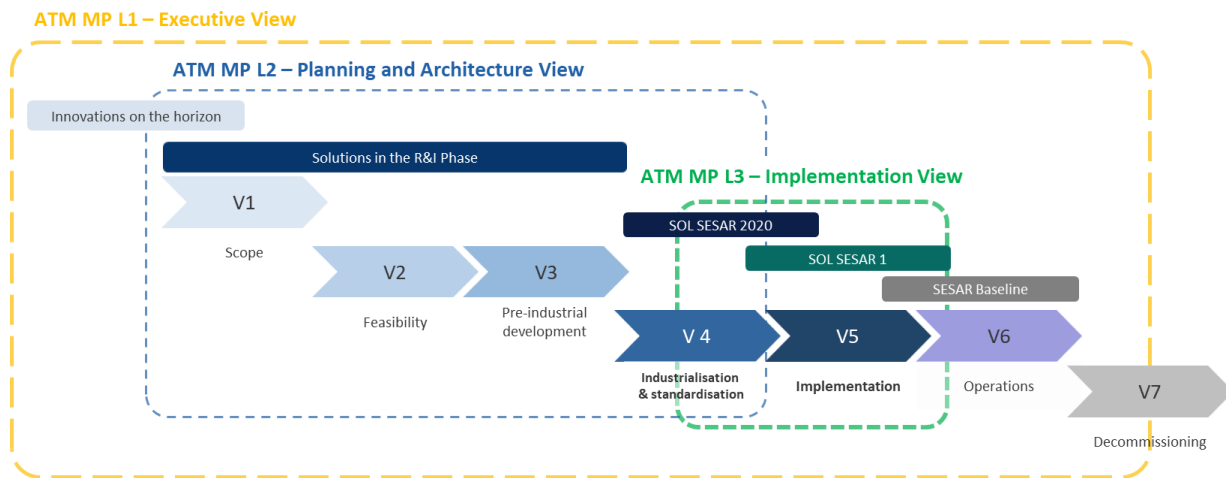 ATM MP L1 – Executive View
ATM MP L2 – Planning and Architecture View
Innovations on the horizon
Solutions in the R&I Phase
ATM MP L3 – Implementation View
V1
SOL SESAR 2020
Scope
SOL SESAR 1
V2
V3
SESAR Baseline
Feasibility
Pre-industrial
development
V 4
V5
V6
Industrialisation
& standardisation
Implementation
Operations
V7
Decommissioning